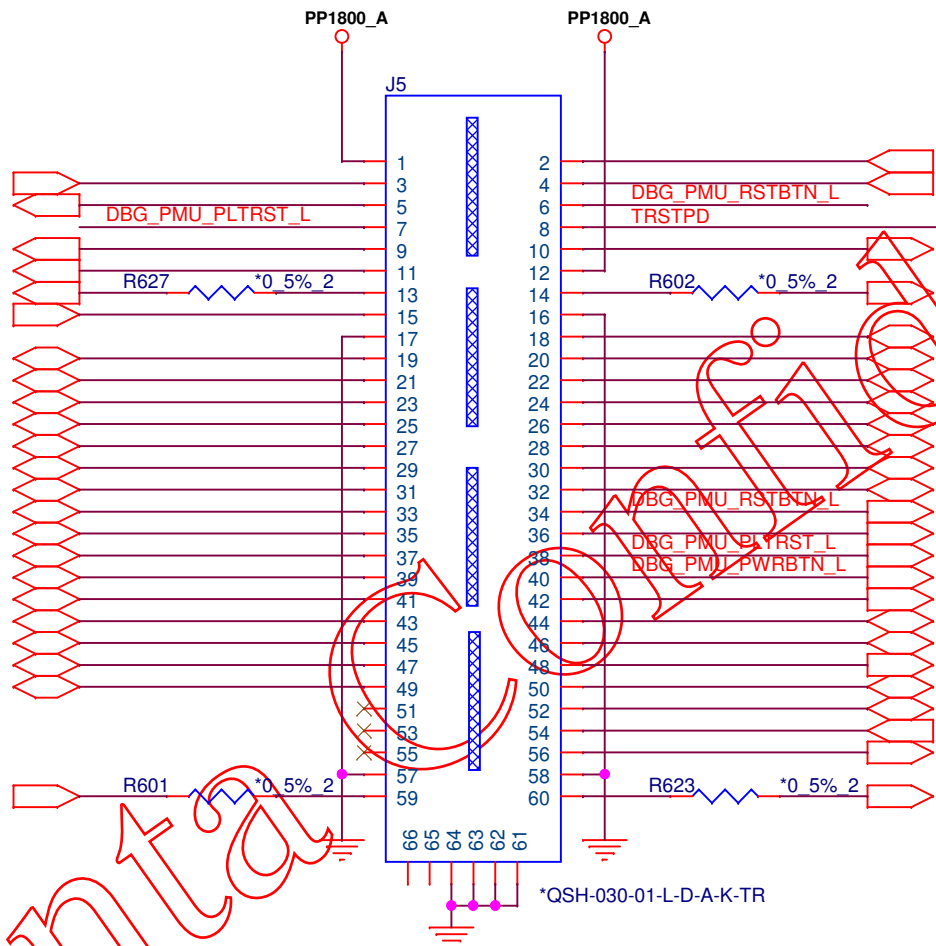 PP1800_A PP1800_A
J5
1 2
3 4
DBG_PMU_RSTBTN_L
5 6
DBG_PMU_PLTRST_L TRSTPD
7 8
9 10
11 12
R627 *0_5%_2 R602 *0_5%_2
13 14
15 16
17 18
19 20
21 22
23 24
25 26
27 28
29 30
31 32
DBG_PMU_RSTBTN_L
33 34
35 36
DBG_PMU_PLTRST_L
37 38
DBG_PMU_PWRBTN_L
39 40
41 42
43 44
45 46
47 48
49 50
51 52
53 54
55 56
57 58
R601 *0_5%_2 R623 *0_5%_2
59 60
66 65 64 63 62 61
*QSH-030-01-L-D-A-K-TR
nta Confid